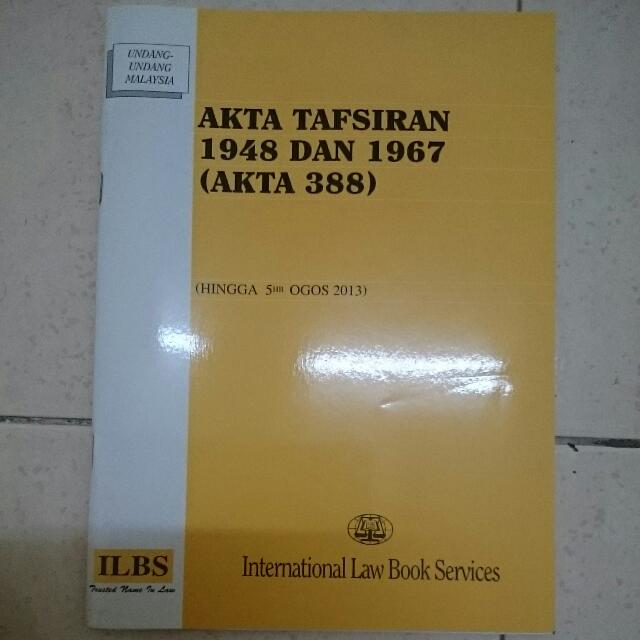 UNDANG-
UNDANG
MALAYSIA
AKTA TAFSIRAN
1948 DAN 1967
(AKTA 388)
(HINGGA 5HB OGOS 2013)
ILBS
Trusted Name In Law
International Law Book Services